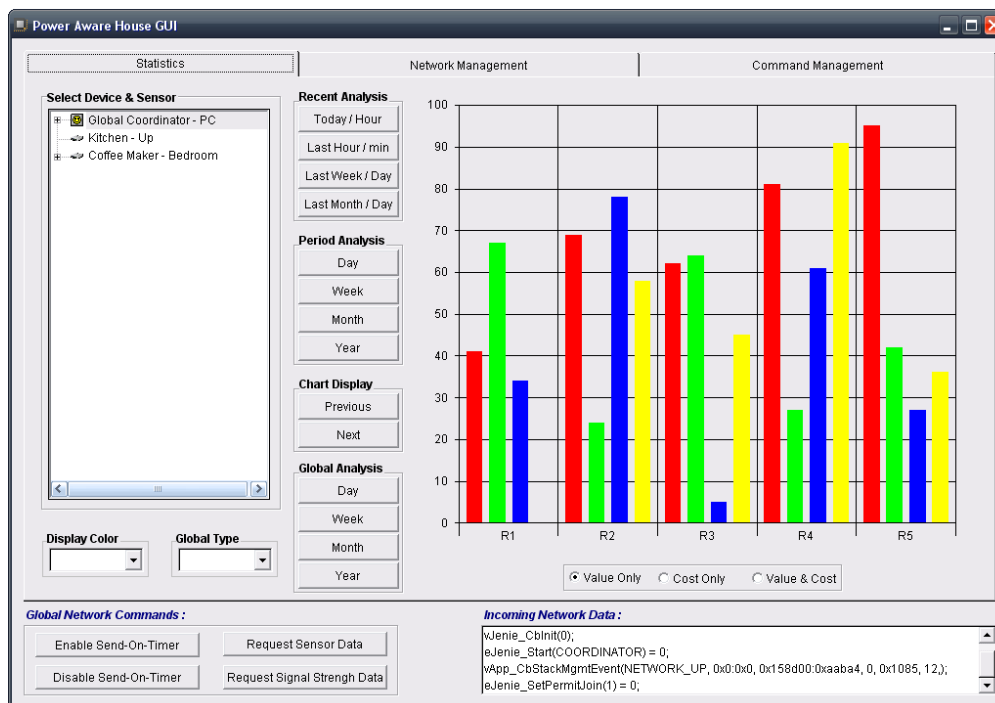 Power Aware House GUI
Statistics
Network Management
Command Management
Select Device & Sensor
Global Coordinator - PC
Kitchen - Up
Coffee Maker - Bedroom
Display Color
Global Type
Recent Analysis
Today / Hour
Last Hour / min
Last Week / Day
Last Month / Day
Period Analysis
Day
Week
Month
Year
Chart Display
Previous
Next
Global Analysis
Day
Week
Month
Year
100
90
80
70
60
50
40
30
20
10
0
R1 R2 R3 R4 R5
Value Only Cost Only Value & Cost
Global Network Commands :
Enable Send-On-Timer
Request Sensor Data
Disable Send-On-Timer
Request Signal Strengh Data
Incoming Network Data :
vJenie_CbInit(0);
eJenie_Start(COORDINATOR) = 0;
vApp_CbStackMgmtEvent(NETWORK_UP, 0x0:0x0, 0x158d00:0xaaba4, 0, 0x1085, 12,);
eJenie_SetPermitJoin(1) = 0;